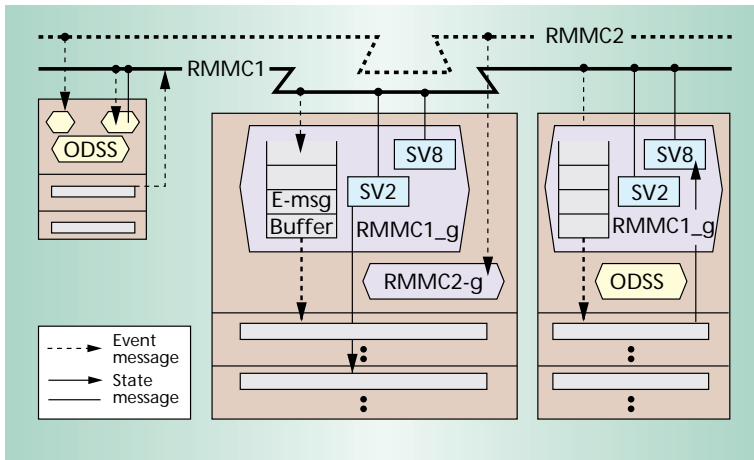 RMMC2
RMMC1
ODSS
SV8
SV2
E-msg
Buffer
RMMC1_g
RMMC2-g
SV8
SV2
RMMC1_g
ODSS
Event
message
State
message